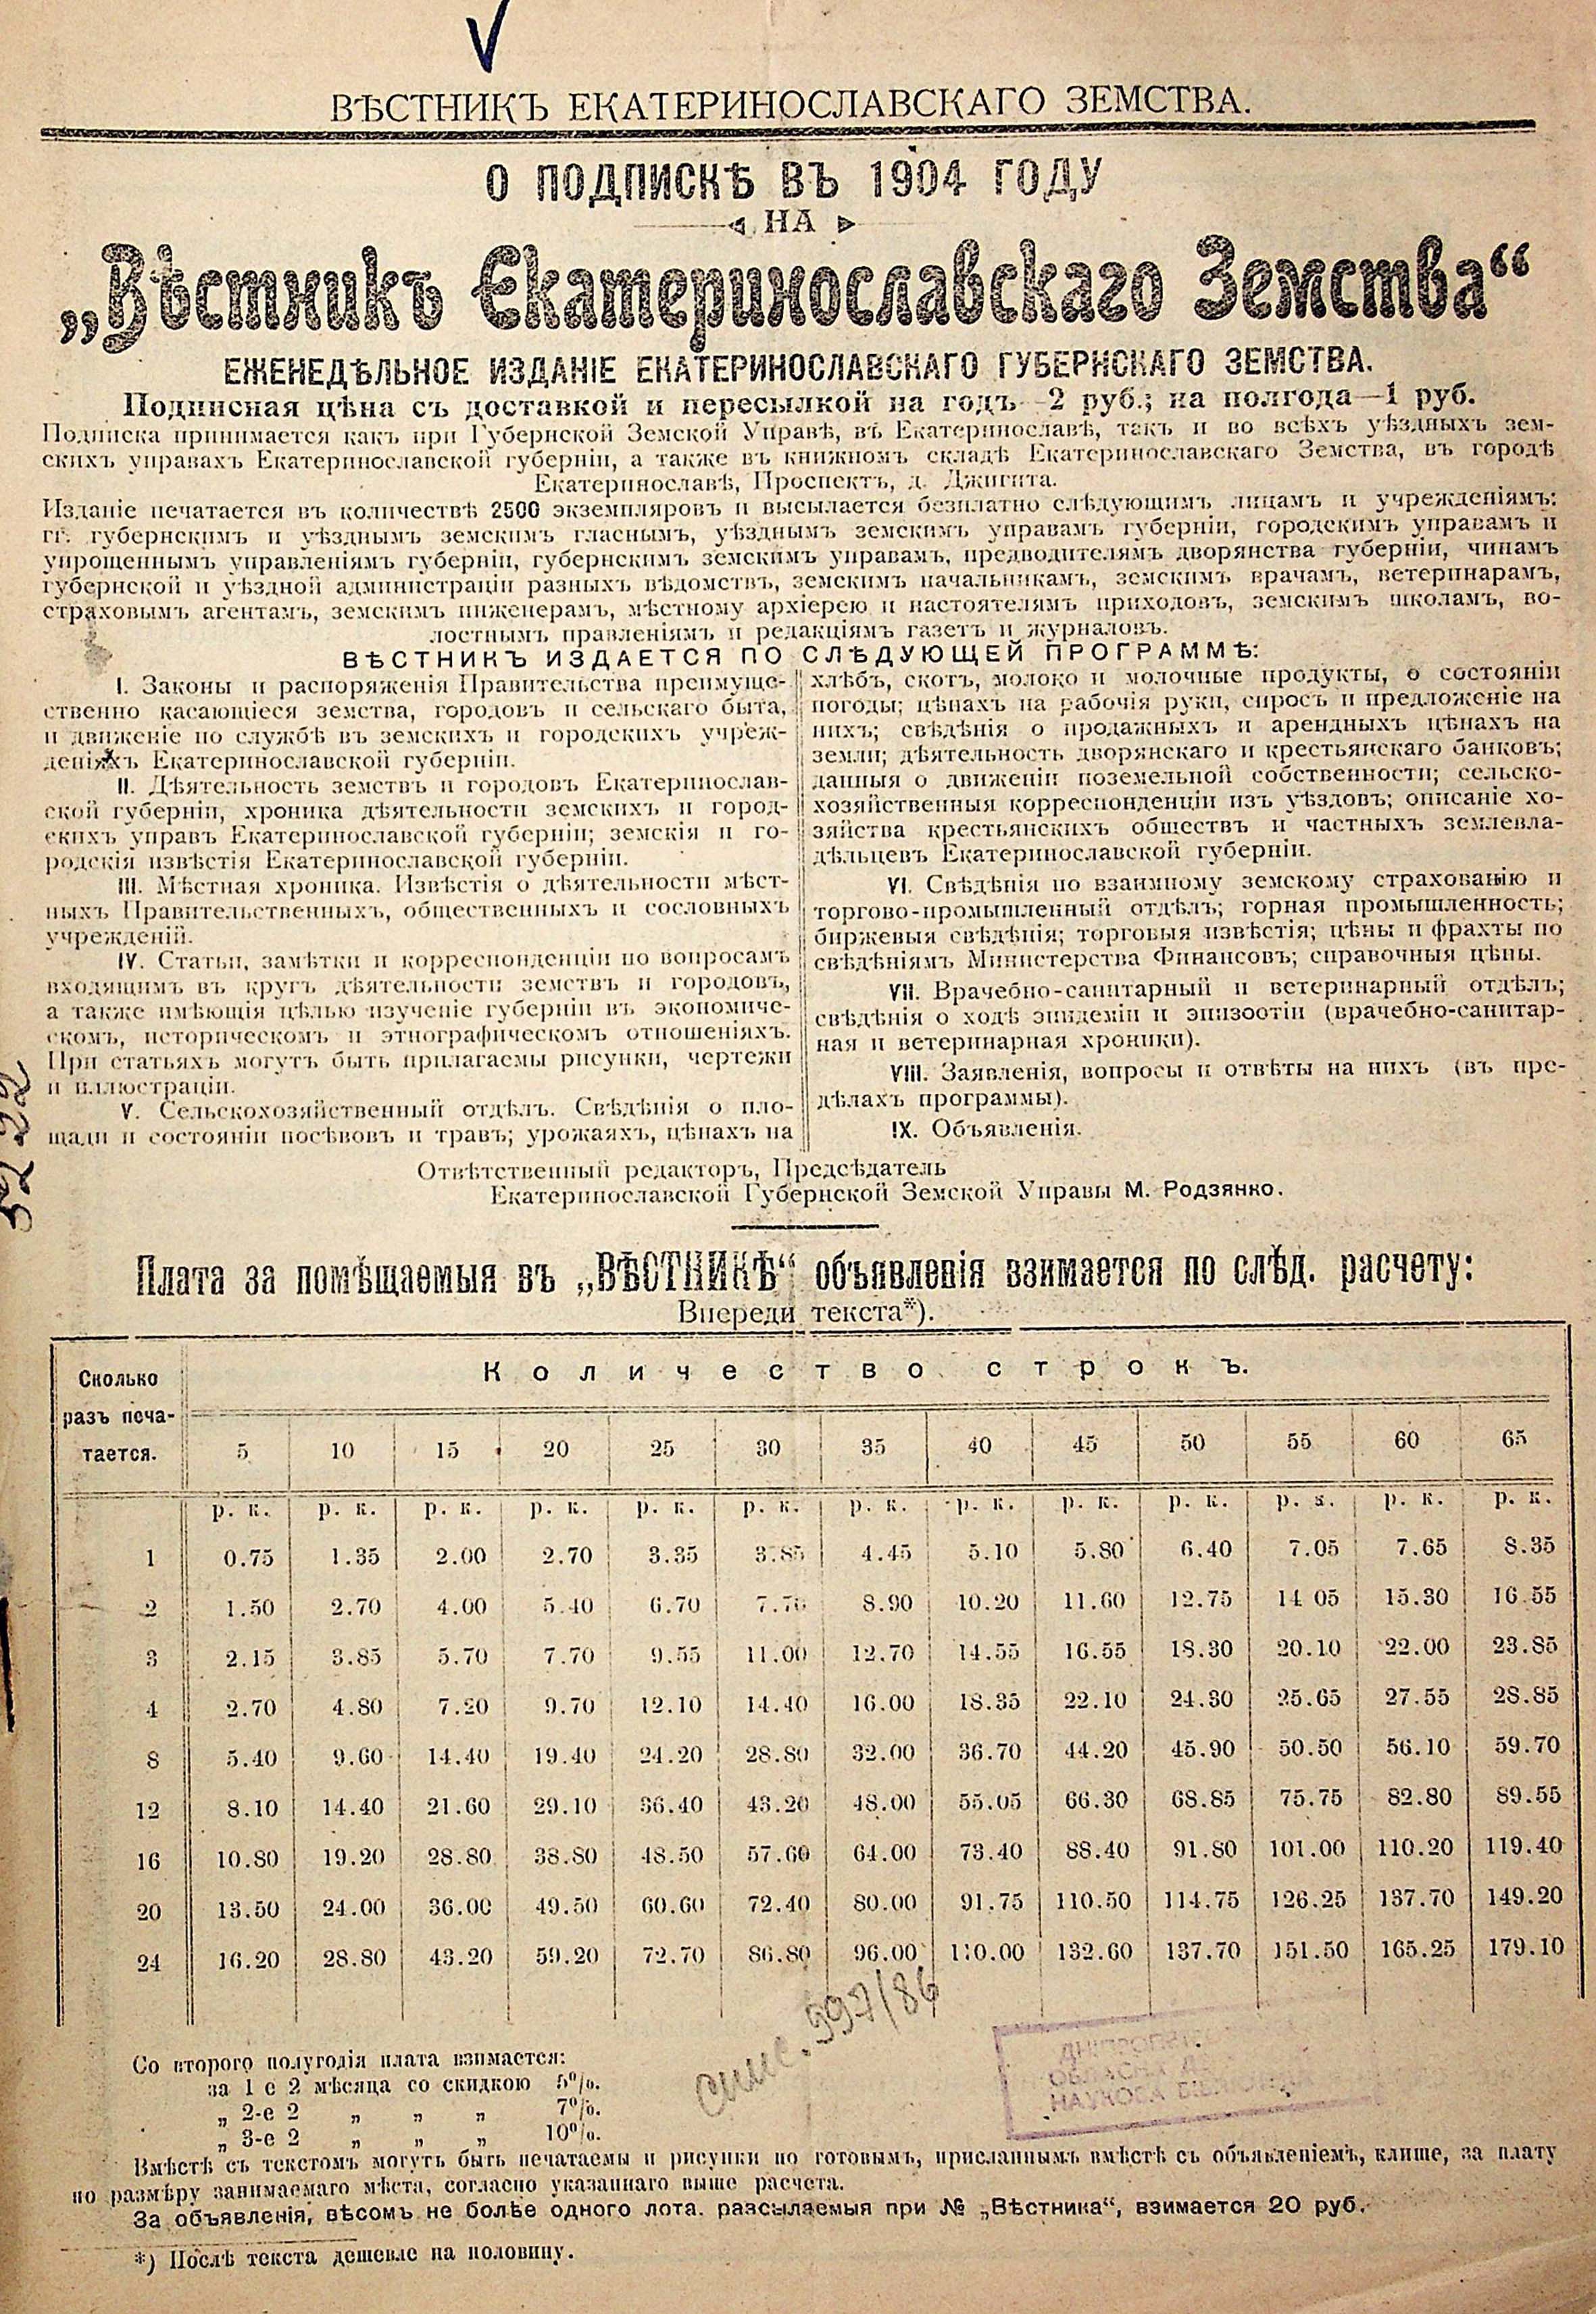 ВѢСТНИКЪ ЕКАТЕРИНОСЛАВСКАГО ЗЕМСТВА.
О ПОДПИСКѢ ВЪ 1904 ГОДУ
НА
„Вѣстникъ Екатеринославскаго Земства“
ЕЖЕНЕДѢЛЬНОЕ ИЗДАНІЕ ЕКАТЕРИНОСЛАВСКАГО ГУБЕРНСКАГО ЗЕМСТВА.
Подписная цѣна съ доставкой и пересылкой на годъ—2 руб.; на полгода—1 руб.
Подписка принимается какъ при Губернской Земской Управѣ, въ Екатеринославѣ, такъ и во всѣхъ уѣздныхъ зем-
скихъ управахъ Екатеринославской губерніи, а также въ книжномъ складѣ Екатеринославскаго Земства, въ городѣ
Екатеринославѣ, Проспектъ, д. Джигита.
Изданіе печатается въ количествѣ 2500 экземпляровъ и высылается безплатно слѣдующимъ лицамъ и учрежденіямъ:
гг. губернскимъ и уѣзднымъ земскимъ гласнымъ, уѣзднымъ земскимъ управамъ губерніи, городскимъ управамъ и
упрощеннымъ управленіямъ губерніи, губернскимъ земскимъ управамъ, предводителямъ дворянства губерніи, чинамъ
губернской и уѣздной администраціи разныхъ вѣдомствъ, земскимъ начальникамъ, земскимъ врачамъ, ветеринарамъ,
страховымъ агентамъ, земскимъ инженерамъ, мѣстному архіерею и настоятелямъ приходовъ, земскимъ школамъ, во-
лостнымъ правленіямъ и редакціямъ газетъ и журналовъ.
ВѢСТНИКЪ ИЗДАЕТСЯ ПО СЛѢДУЮЩЕЙ ПРОГРАММѢ:
I. Законы и распоряженія Правительства преимуще-
ственно касающіеся земства, городовъ и сельскаго быта,
и движеніе по службѣ въ земскихъ и городскихъ учреж-
деніяхъ Екатеринославской губерніи.
II. Дѣятельность земствъ и городовъ Екатеринослав-
ской губерніи, хроника дѣятельности земскихъ и город-
скихъ управъ Екатеринославской губерніи; земскія и го-
родскія извѣстія Екатеринославской губерніи.
III. Мѣстная хроника. Извѣстія о дѣятельности мѣст-
ныхъ Правительственныхъ, общественныхъ и сословныхъ
учрежденій.
IV. Статьи, замѣтки и корреспонденціи по вопросамъ
входящимъ въ кругъ дѣятельности земствъ и городовъ,
а также имѣющія цѣлью изученіе губерніи въ экономиче-
скомъ, историческомъ и этнографическомъ отношеніяхъ.
При статьяхъ могутъ быть прилагаемы рисунки, чертежи
и иллюстраціи.
V. Сельскохозяйственный отдѣлъ. Свѣдѣнія о пло-
щади и состояніи посѣвовъ и травъ; урожаяхъ, цѣнахъ на
хлѣбъ, скотъ, молоко и молочные продукты, о состояніи
погоды; цѣнахъ на рабочія руки, спросъ и предложеніе на
нихъ; свѣдѣнія о продажныхъ и арендныхъ цѣнахъ на
земли; дѣятельность дворянскаго и крестьянскаго банковъ;
данныя о движеніи поземельной собственности; сельско-
хозяйственныя корреспонденціи изъ уѣздовъ; описаніе хо-
зяйства крестьянскихъ обществъ и частныхъ землевла-
дѣльцевъ Екатеринославской губерніи.
VI. Свѣдѣнія по взаимному земскому страхованію и
торгово-промышленный отдѣлъ; горная промышленность;
биржевыя свѣдѣнія; торговыя извѣстія; цѣны и фрахты по
свѣдѣніямъ Министерства Финансовъ; справочныя цѣны.
VII. Врачебно-санитарный и ветеринарный отдѣлъ;
свѣдѣнія о ходѣ эпидеміи и эпизоотіи (врачебно-санитар-
ная и ветеринарная хроники).
VIII. Заявленія, вопросы и отвѣты на нихъ (въ пре-
дѣлахъ программы).
IX. Объявленія.
Отвѣтственный редакторъ, Предсѣдатель
Екатеринославской Губернской Земской Управы М. Родзянко.
Плата за помѣщаемыя въ „ВѢСТНИКѢ“ объявленія взимается по слѣд. расчету:
Впереди текста*).
Сколько разъ печа-тается. Количество строкъ.
5 10 15 20 25 30 35 40 45 50 55 60 65
р. к. р. к. р. к. р. к. р. к. р. к. р. к. р. к. р. к. р. к. р. к. р. к. р. к.
1 0.75 1.35 2.00 2.70 3.35 3.85 4.45 5.10 5.80 6.40 7.05 7.65 8.35
2 1.50 2.70 4.00 5.40 6.70 8.90 10.20 11.60 12.75 14 05 15.30 16.55
3 2.15 3.85 5.70 7.70 9.55 11.00 12.70 14.55 16.55 18.30 20.10 22.00 23.85
4 2.70 4.80 7.20 9.70 12.10 14.40 16.00 18.35 22.10 24.30 25.65 27.55 28.85
8 5.40 9.60 14.40 19.40 24.20 28.80 32.00 36.70 44.20 45.90 50.50 56.10 59.70
12 8.10 14.40 21.60 29.10 36.40 43.20 48.00 55.05 66.30 68.85 75.75 82.80 89.55
16 10.80 19.20 28.80 38.80 48.50 57.60 64.00 73.40 88.40 91.80 101.00 110.20 119.40
20 13.50 24.00 36.00 49.50 60.60 72.40 80.00 91.75 110.50 114.75 126.25 137.70 149.20
24 16.20 28.80 43.20 59.20 72.70 86.80 96.00 110.00 132.60 137.70 151.50 165.25 179.10
Со второго полугодія плата взимается:
за 1 е 2 мѣсяца со скидкою 5%.
„ 2-е 2 „ „ „ 7%.
„ 3-е 2 „ „ „ 10%.
Вмѣстѣ съ текстомъ могутъ быть печатаемы и рисунки по готовымъ, присланнымъ вмѣстѣ съ объявленіемъ, клише, за плату
по размѣру занимаемаго мѣста, согласно указаннаго выше расчета.
За объявленія, вѣсомъ не болѣе одного лота. разсылаемыя при № „Вѣстника“, взимается 20 руб.
*) Послѣ текста дешевле на половину.
ОБЛАСНА
НАУКОВА